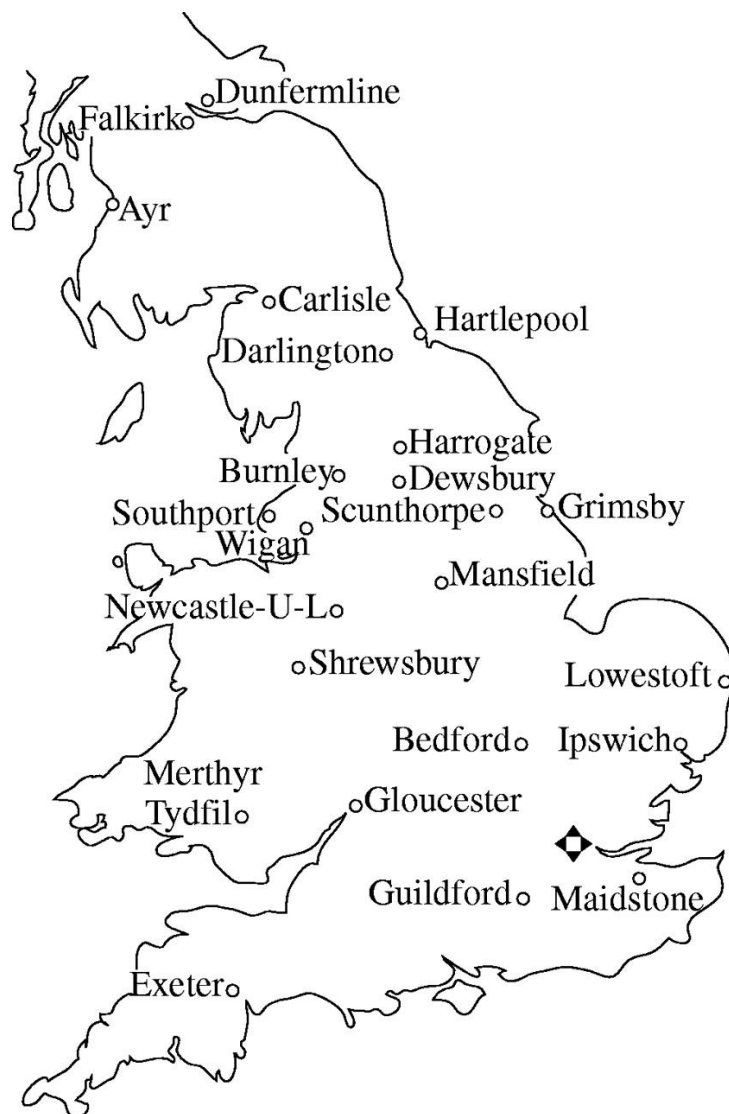 Dunfermline
Falkirk
Ayr
Carlisle
Hartlepool
Darlington
Harrogate
Burnley
Dewsbury
Southport
Scunthorpe
Grimsby
Wigan
Mansfield
Newcastle-U-L
Shrewsbury
Lowestoft
Bedford
Ipswich
Merthyr
Tydfil
Gloucester
Guildford
Maidstone
Exeter